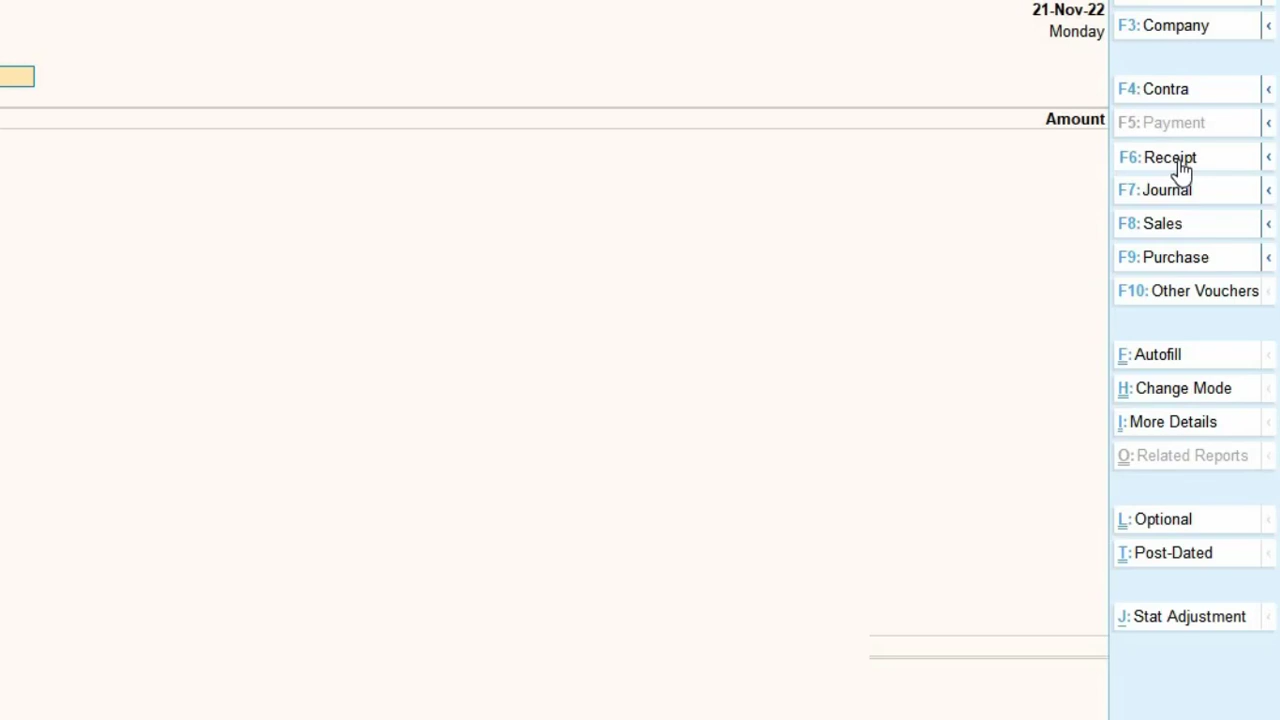 21-Nov-22
Monday
Amount
F3: Company
F4: Contra
F5: Payment
F6: Receipt
F7: Journal
F8: Sales
F9: Purchase
F10: Other Vouchers
F: Autofill
H: Change Mode
I: More Details
O: Related Reports
L: Optional
T: Post-Dated
J: Stat Adjustment